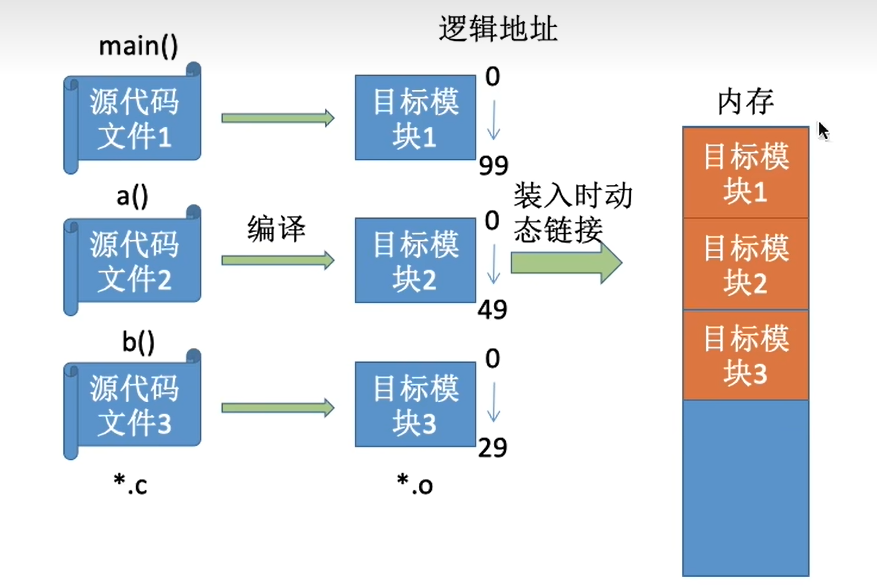 逻辑地址
main()
源代码
文件1
目标模
块1
0
99
内存
目标模
块1
a()
源代码
文件2
编译
目标模
块2
0
49
装入时动
态链接
目标模
块2
b()
源代码
文件3
目标模
块3
0
29
目标模
块3
*.c
*.o